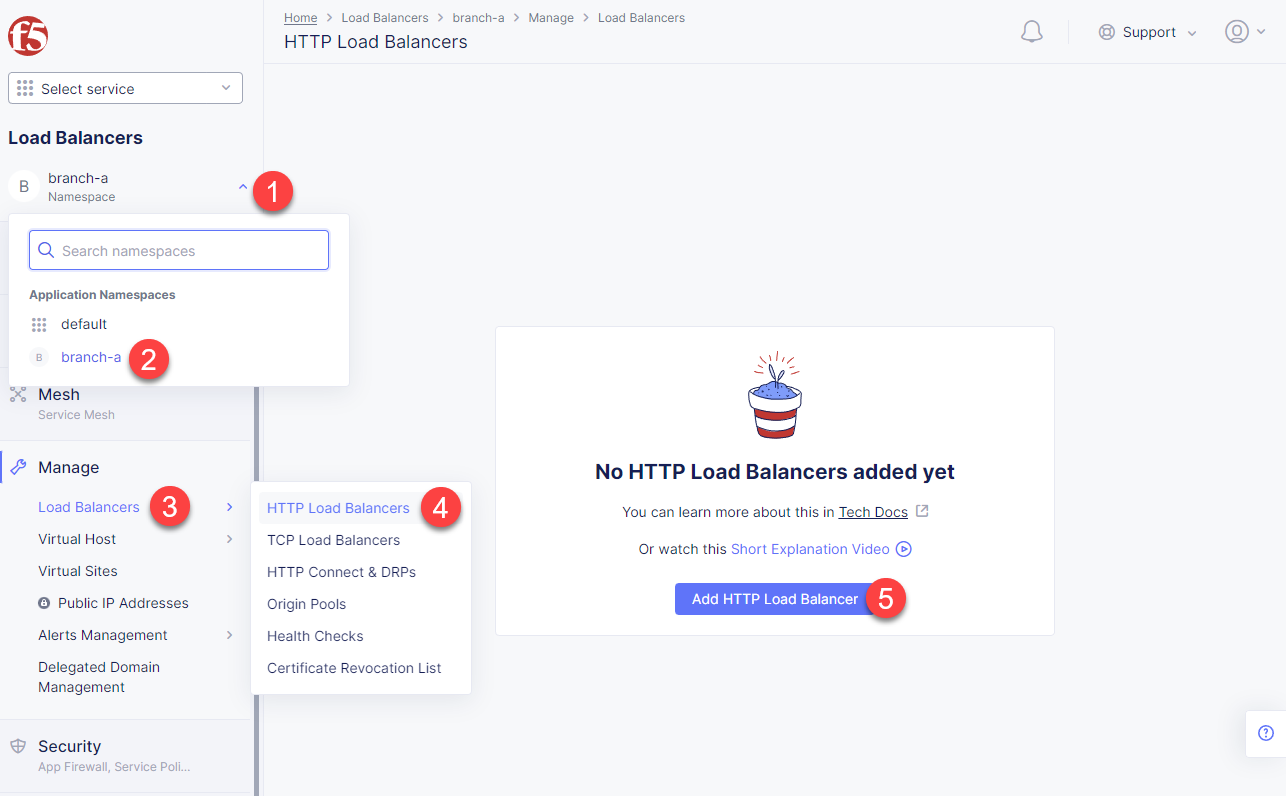 f5
Home > Load Balancers > branch-a > Manage > Load Balancers
HTTP Load Balancers
Support
Select service
Load Balancers
B
branch-a
Namespace
1
Search namespaces
Application Namespaces
default
B branch-a
2
Mesh
Service Mesh
Manage
Load Balancers
3
Virtual Host
Virtual Sites
Public IP Addresses
Alerts Management
Delegated Domain
Management
Security
App Firewall, Service Poli...
HTTP Load Balancers
4
TCP Load Balancers
HTTP Connect & DRPs
Origin Pools
Health Checks
Certificate Revocation List
No HTTP Load Balancers added yet
You can learn more about this in Tech Docs
Or watch this Short Explanation Video
Add HTTP Load Balancer
5
?